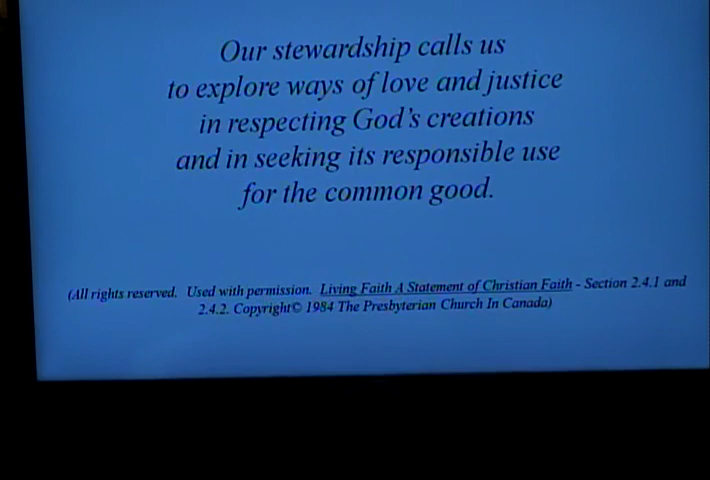 Our stewardship calls us
to explore ways of love and justice
in respecting God's creations
and in seeking its responsible use
for the common good.
(All rights reserved. Used with permission. Living Faith A Statement of Christian Faith - Section 2.4.1 and
2.4.2. Copyright© 1984 The Presbyterian Church In Canada)